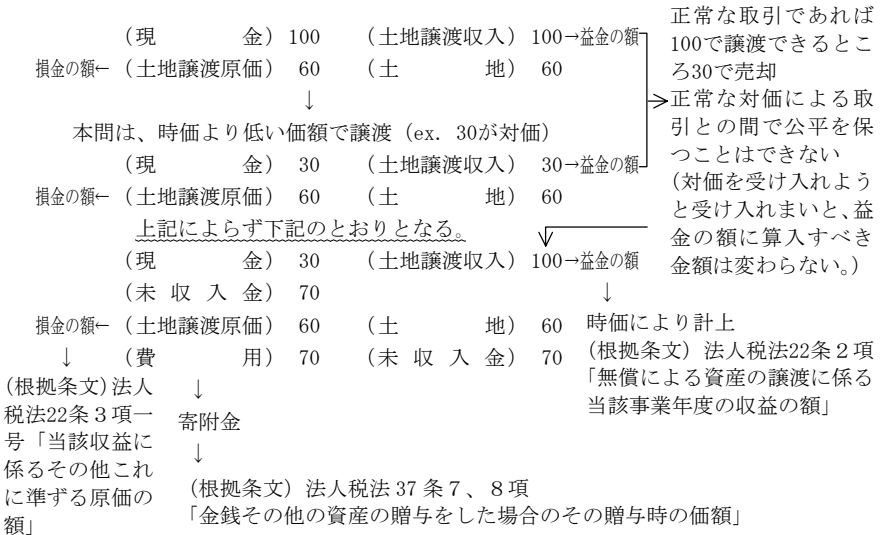 (現　　　金) 100　(土地譲渡収入) 100→益金の額
損金の額← (土地譲渡原価) 60　(土　　　地) 60
↓
本問は、時価より低い価額で譲渡 (ex. 30が対価)
(現　　　金) 30　(土地譲渡収入) 30→益金の額
損金の額← (土地譲渡原価) 60　(土　　　地) 60
上記によらず下記のとおりとなる。
(現　　　金) 30　(土地譲渡収入) 100→益金の額
(未 収 入 金) 70
損金の額← (土地譲渡原価) 60　(土　　　地) 60
↓　(費　　　用) 70　(未 収 入 金) 70
正常な取引であれば
100で譲渡できるとこ
ろ30で売却
正常な対価による取
引との間で公平を保
つことはできない
(対価を受け入れよう
と受け入れまいと、益
金の額に算入すべき
金額は変わらない。)
↓
時価により計上
(根拠条文) 法人税法22条２項
「無償による資産の譲渡に係る
当該事業年度の収益の額」
(根拠条文)法人
税法22条３項一
号「当該収益に
係るその他これ
に準ずる原価の
額」
↓
寄附金
↓
(根拠条文) 法人税法 37 条７、８項
「金銭その他の資産の贈与をした場合のその贈与時の価額」